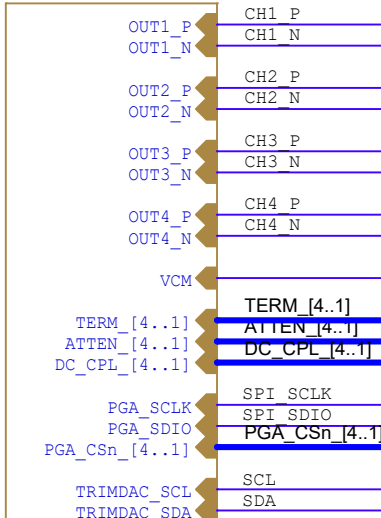 OUT1_P CH1_P
OUT1_N CH1_N
OUT2_P CH2_P
OUT2_N CH2_N
OUT3_P CH3_P
OUT3_N CH3_N
OUT4_P CH4_P
OUT4_N CH4_N
VCM
TERM_[4..1] TERM_[4..1]
ATTEN_[4..1] ATTEN_[4..1]
DC_CPL_[4..1] DC_CPL_[4..1]
PGA_SCLK SPI_SCLK
PGA_SDIO SPI_SDIO
PGA_CSn_[4..1] PGA_CSn_[4..1]
TRIMDAC_SCL SCL
TRIMDAC_SDA SDA